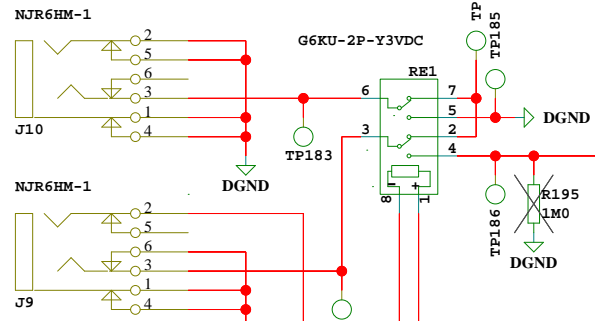 NJR6HM-1
2
5
6
3
1
4
J10
DGND
TP183
G6KU-2P-Y3VDC
RE1
6
3
7
5
2
4
- +
8
1
TP
TP185
DGND
TP186
R195
1M0
DGND
NJR6HM-1
2
5
6
3
1
4
J9